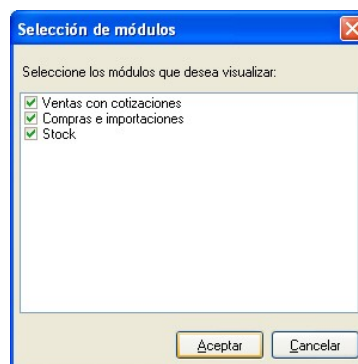 Selección de módulos
Seleccione los módulos que desea visualizar:
Ventas con cotizaciones
Compras e importaciones
Stock
Aceptar Cancelar